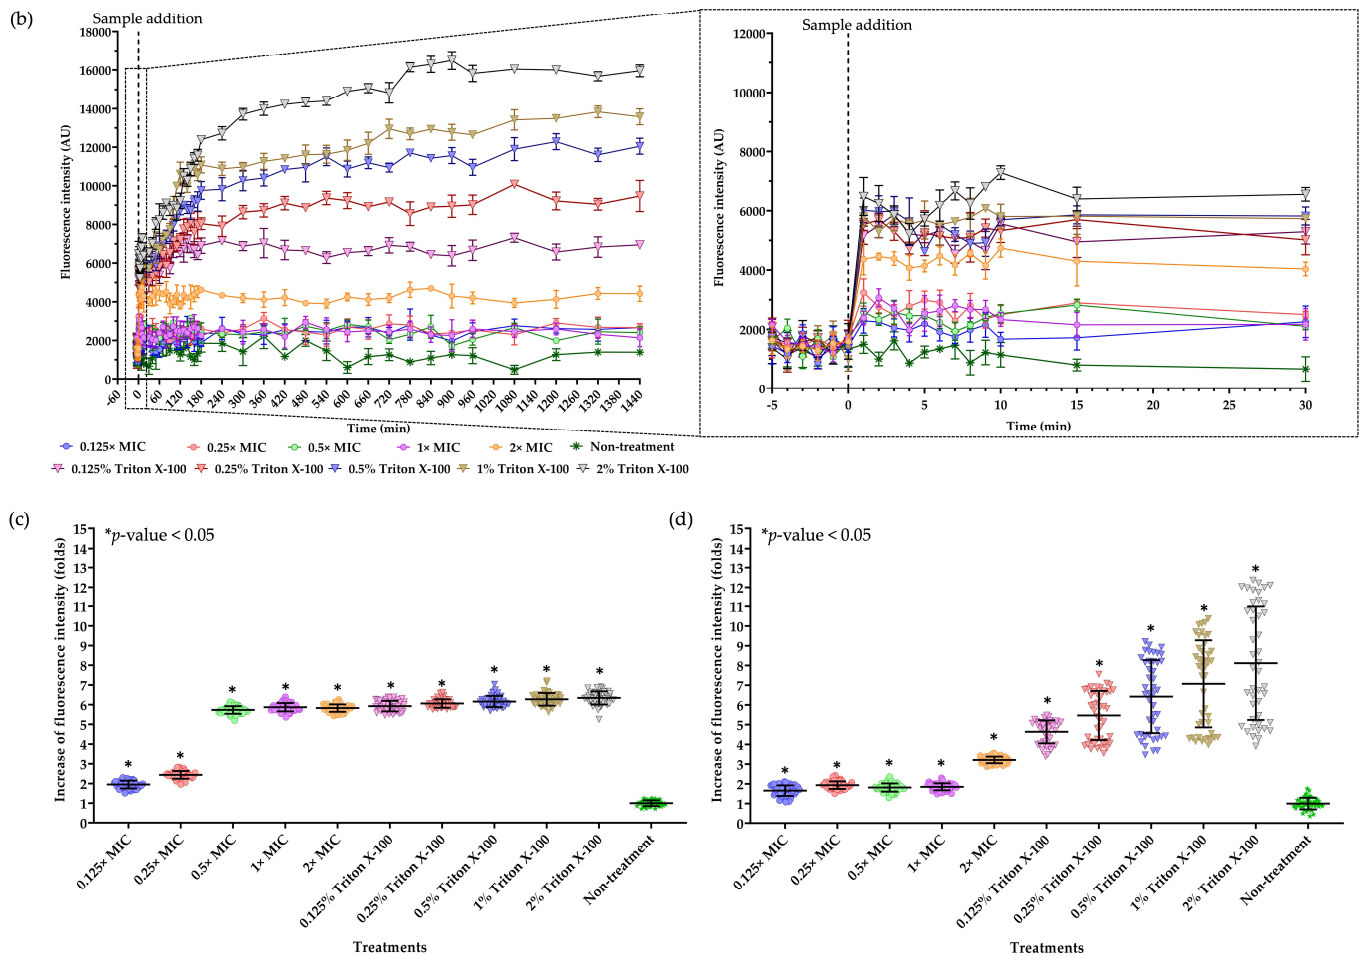 (b)
Sample addition
18000
16000
14000
12000
10000
8000
6000
4000
2000
0
Fluorescence intensity (AU)
-60 0 60 120 180 240 300 360 420 480 540 600 660 720 780 840 900 960 1020 1080 1140 1200 1260 1320 1380 1440
Time (min)
Sample addition
12000
10000
8000
6000
4000
2000
0
Fluorescence intensity (AU)
-5 0 5 10 15 20 25 30
Time (min)
0.125× MIC 0.25× MIC 0.5× MIC 1× MIC 2× MIC Non-treatment
0.125% Triton X-100 0.25% Triton X-100 0.5% Triton X-100 1% Triton X-100 2% Triton X-100
(c)
*p-value < 0.05
15
14
13
12
11
10
9
8
7
6
5
4
3
2
1
0
Increase of fluorescence intensity (folds)
* * * * * * * * * *
0.125× MIC
0.25× MIC
0.5× MIC
1× MIC
2× MIC
0.125% Triton X-100
0.25% Triton X-100
0.5% Triton X-100
1% Triton X-100
2% Triton X-100
Non-treatment
Treatments
(d)
*p-value < 0.05
15
14
13
12
11
10
9
8
7
6
5
4
3
2
1
0
Increase of fluorescence intensity (folds)
* * * * * * * * * *
0.125× MIC
0.25× MIC
0.5× MIC
1× MIC
2× MIC
0.125% Triton X-100
0.25% Triton X-100
0.5% Triton X-100
1% Triton X-100
2% Triton X-100
Non-treatment
Treatments